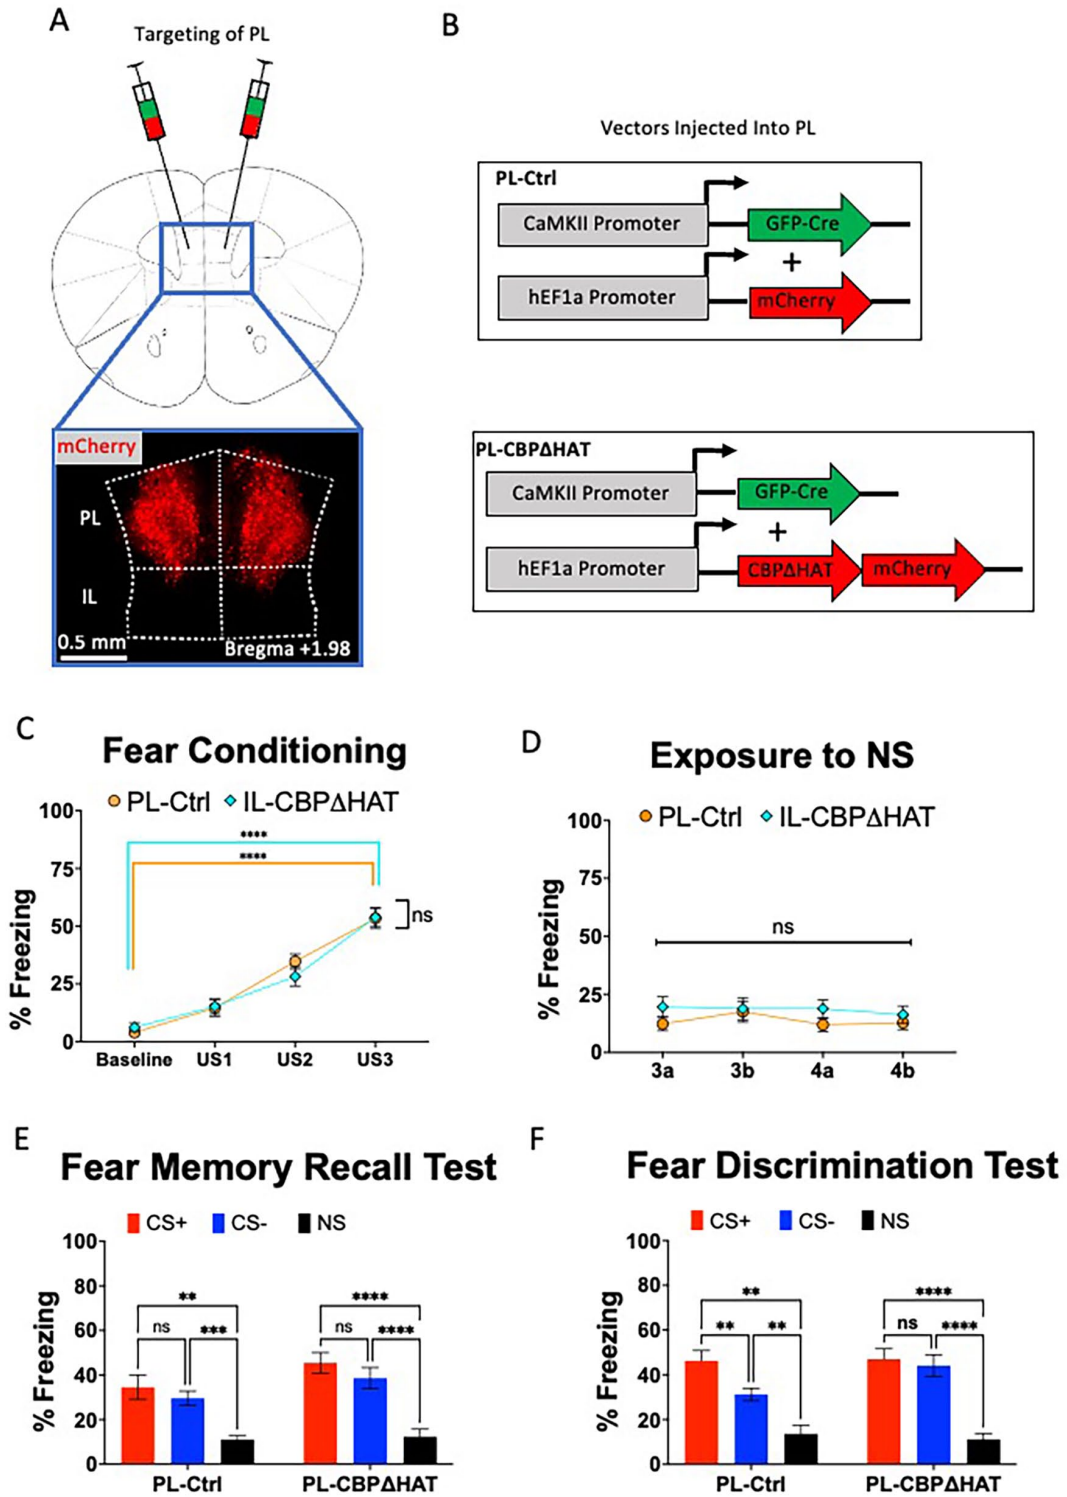 A
Targeting of PL
mCherry
PL
IL
0.5 mm
Bregma +1.98
B
Vectors Injected Into PL
PL-Ctrl
CaMKII Promoter
GFP-Cre
+
hEF1a Promoter
mCherry
PL-CBPΔHAT
CaMKII Promoter
GFP-Cre
+
hEF1a Promoter
CBPΔHAT
mCherry
C
Fear Conditioning
PL-Ctrl IL-CBPΔHAT
% Freezing
100
75
50
25
0
****
****
ns
Baseline US1 US2 US3
D
Exposure to NS
PL-Ctrl IL-CBPΔHAT
% Freezing
100
75
50
25
0
ns
3a 3b 4a 4b
E
Fear Memory Recall Test
CS+ CS- NS
% Freezing
100
80
60
40
20
0
**
ns ***
****
ns ****
PL-Ctrl PL-CBPΔHAT
F
Fear Discrimination Test
CS+ CS- NS
% Freezing
100
80
60
40
20
0
**
** **
****
ns ****
PL-Ctrl PL-CBPΔHAT